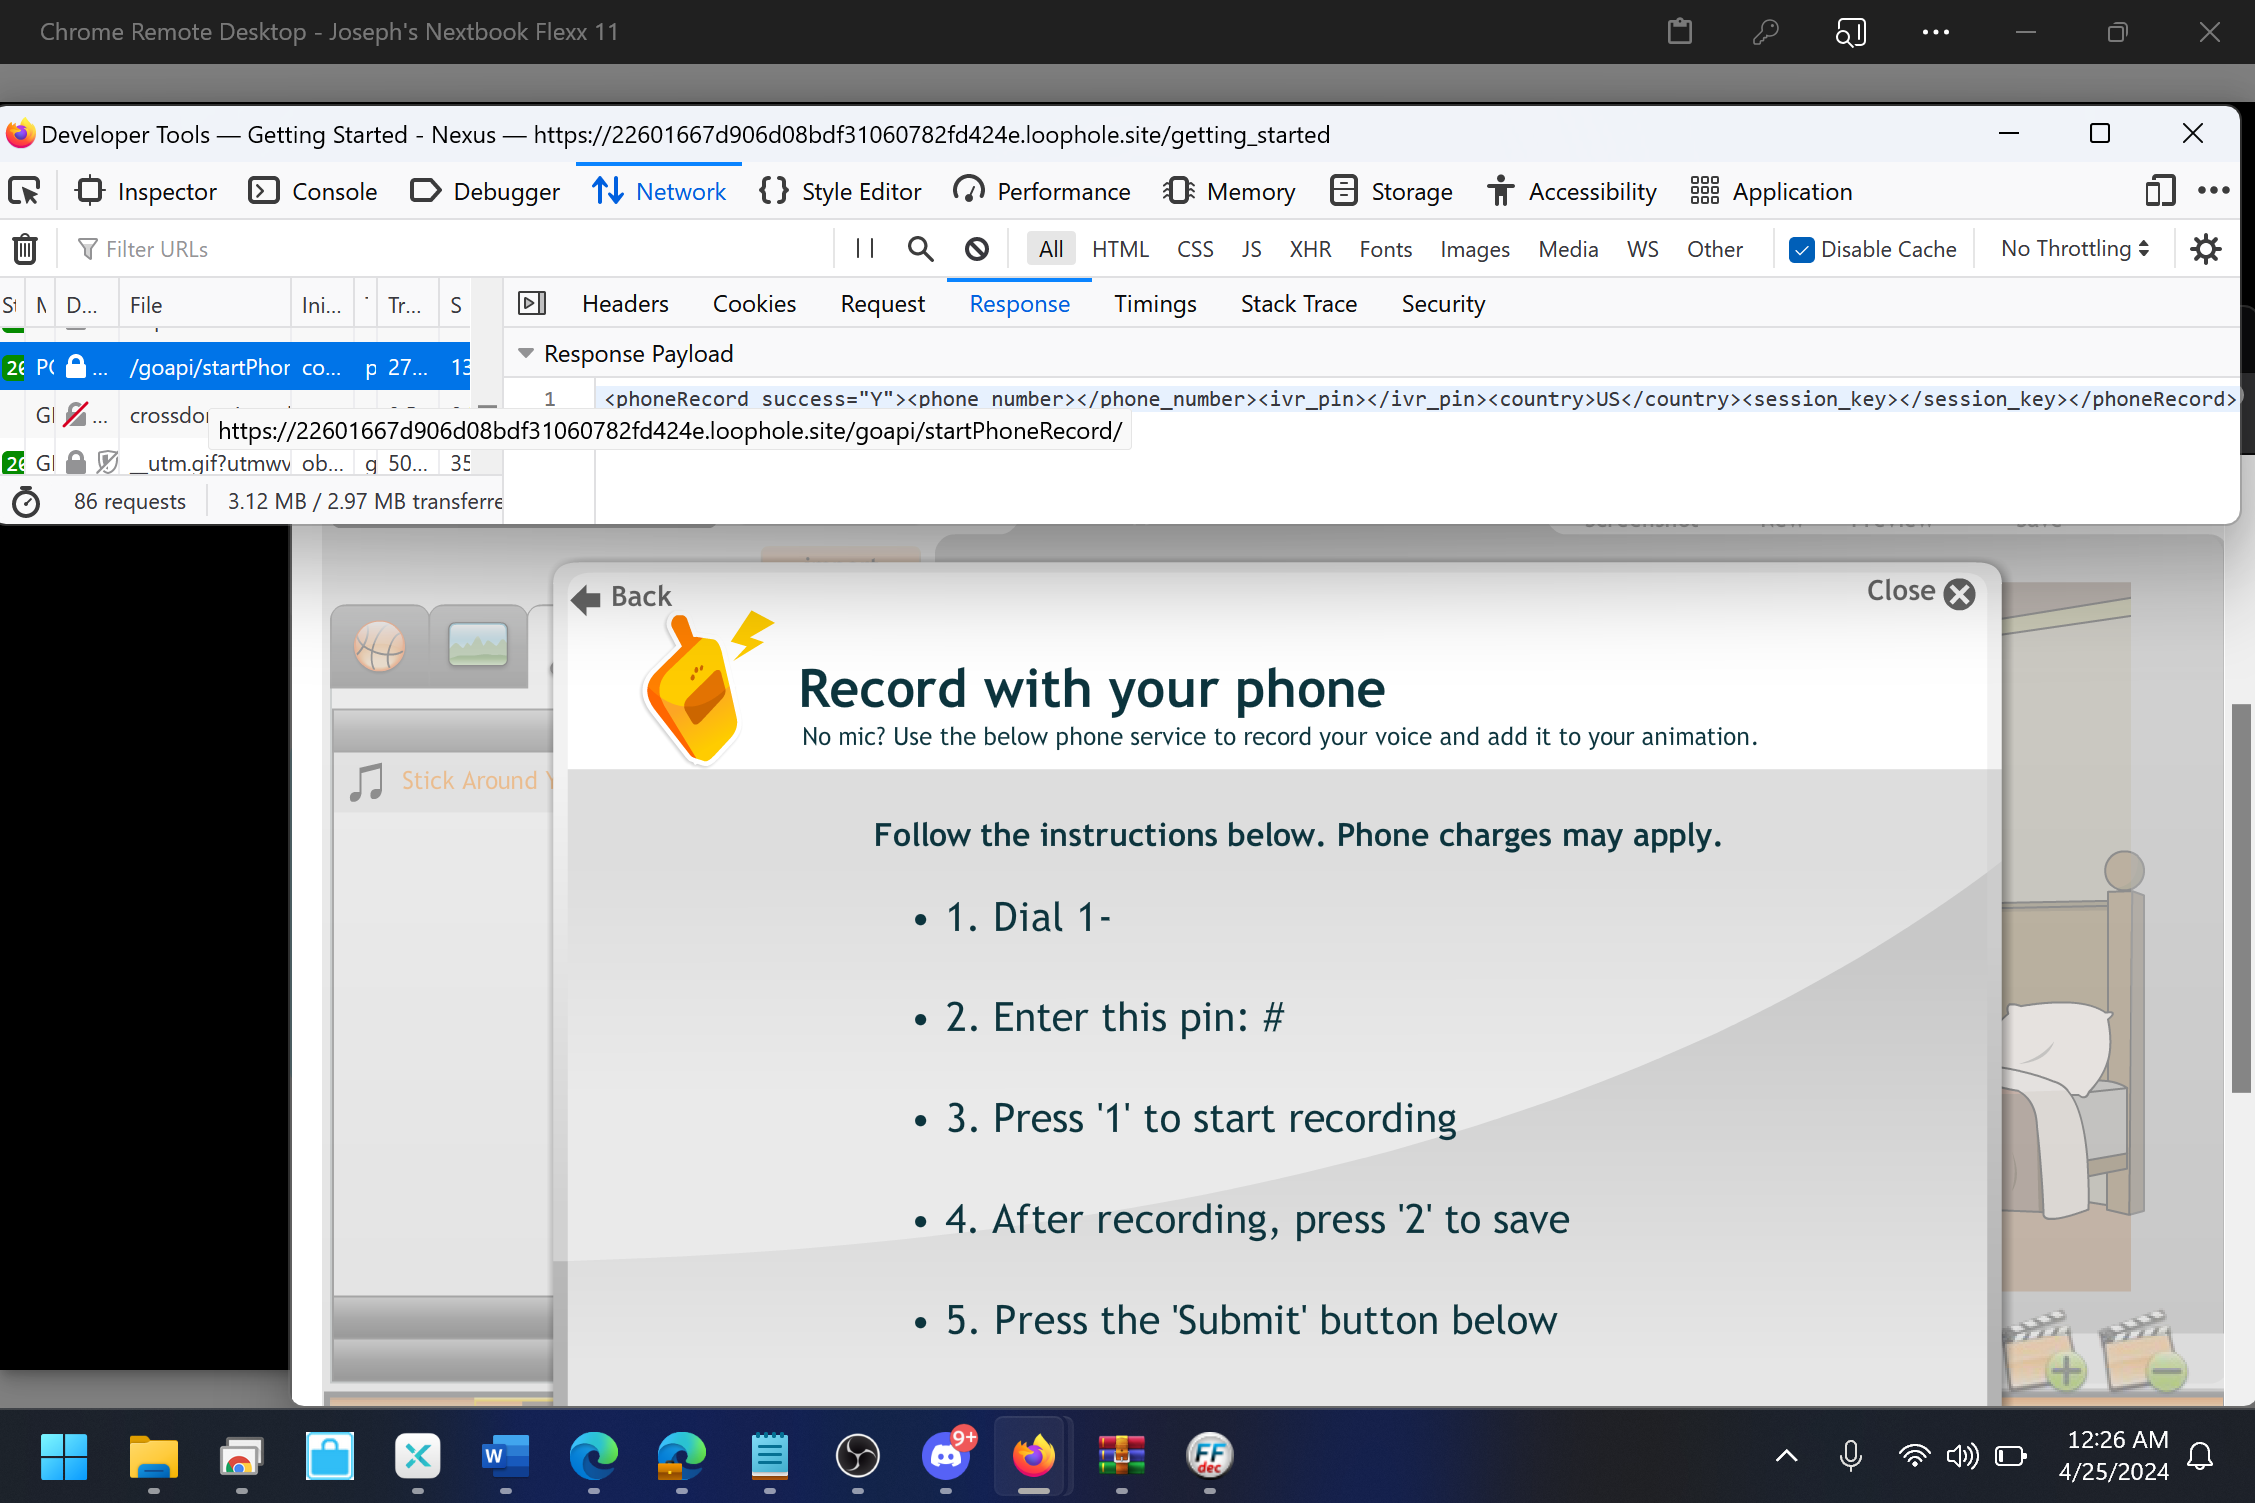 Chrome Remote Desktop - Joseph's Nextbook Flexx 11
Developer Tools — Getting Started - Nexus — https://22601667d906d08bdf31060782fd424e.loophole.site/getting_started
Inspector Console Debugger Network Style Editor Performance Memory Storage Accessibility Application
Filter URLs All HTML CSS JS XHR Fonts Images Media WS Other Disable Cache No Throttling
D... File Ini... Tr... S Headers Cookies Request Response Timings Stack Trace Security
Response Payload
/goapi/startPhor co... p 27... 13
1 <phoneRecord success="Y"><phone_number></phone_number><ivr_pin></ivr_pin><country>US</country><session_key></session_key></phoneRecord>
crossdo
https://22601667d906d08bdf31060782fd424e.loophole.site/goapi/startPhoneRecord/
__utm.gif?utmwv ob... g 50... 35
86 requests 3.12 MB / 2.97 MB transferre
Back
Close
Record with your phone
No mic? Use the below phone service to record your voice and add it to your animation.
Stick Around Y
Follow the instructions below. Phone charges may apply.
• 1. Dial 1-
• 2. Enter this pin: #
• 3. Press '1' to start recording
• 4. After recording, press '2' to save
• 5. Press the 'Submit' button below
W
9+
FF
dec
12:26 AM
4/25/2024